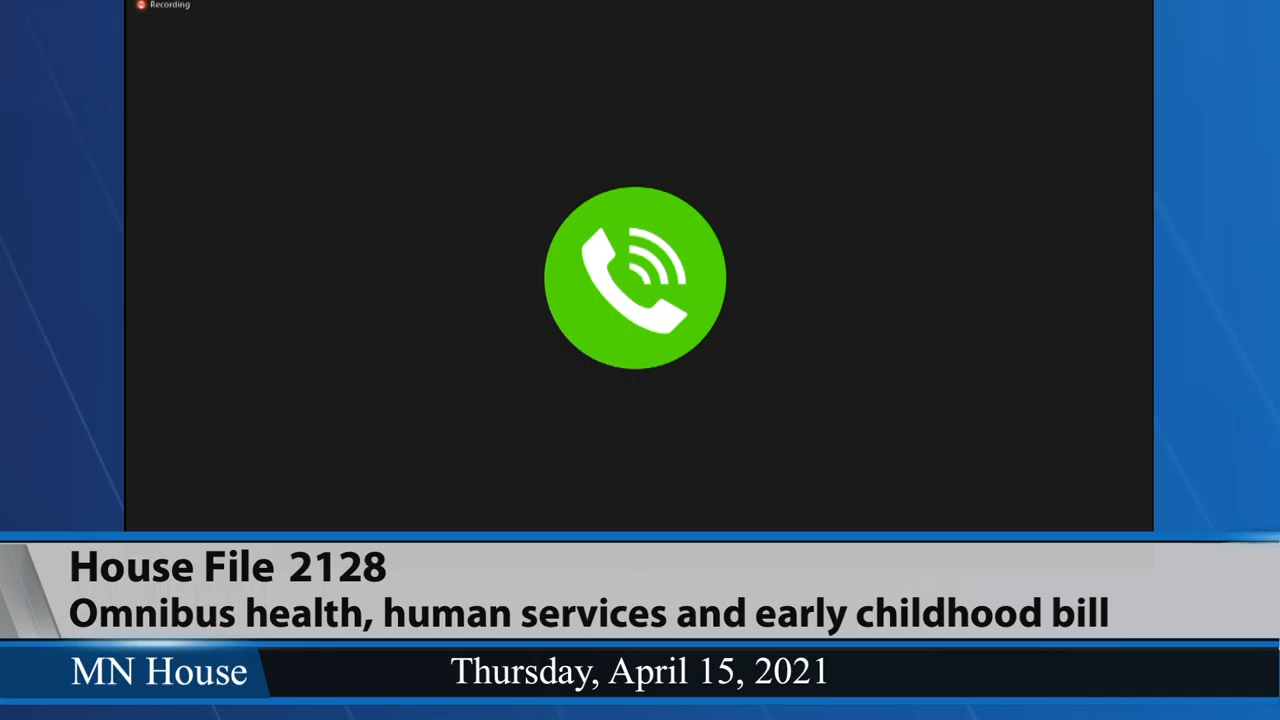 Recording
House File 2128
Omnibus health, human services and early childhood bill
MN House
Thursday, April 15, 2021